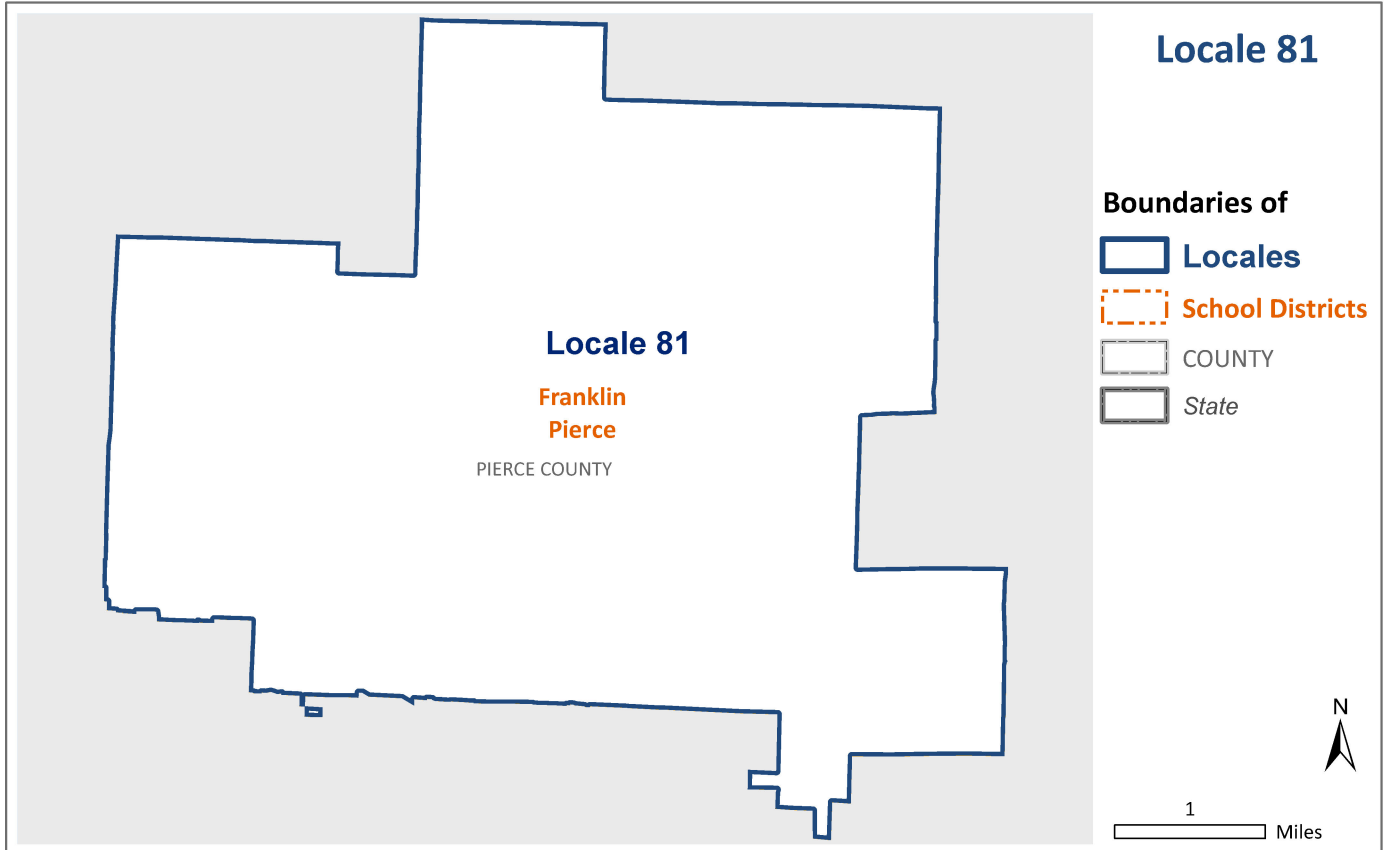 Locale 81
Boundaries of
Locales
School Districts
COUNTY
State
Locale 81
Franklin
Pierce
PIERCE COUNTY
N
1
Miles